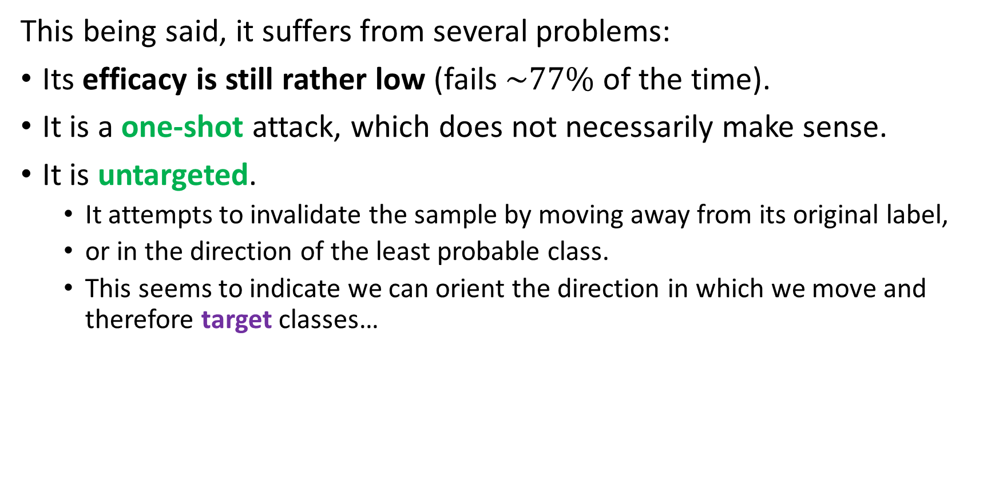 This being said, it suffers from several problems:
• Its efficacy is still rather low (fails ~77% of the time).
• It is a one-shot attack, which does not necessarily make sense.
• It is untargeted.
• It attempts to invalidate the sample by moving away from its original label,
• or in the direction of the least probable class.
• This seems to indicate we can orient the direction in which we move and
therefore target classes…